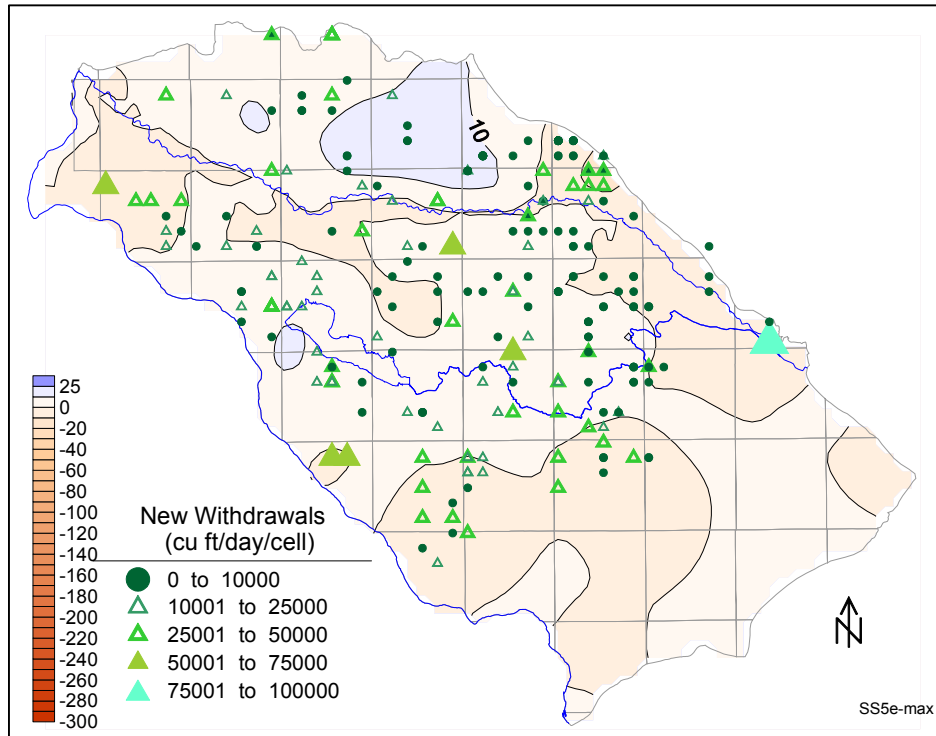 10
25
0
-20
-40
-60
-80
-100
-120
-140
-160
-180
-200
-220
-240
-260
-280
-300
New Withdrawals
(cu ft/day/cell)
0 to 10000
10001 to 25000
25001 to 50000
50001 to 75000
75001 to 100000
N
SS5e-max